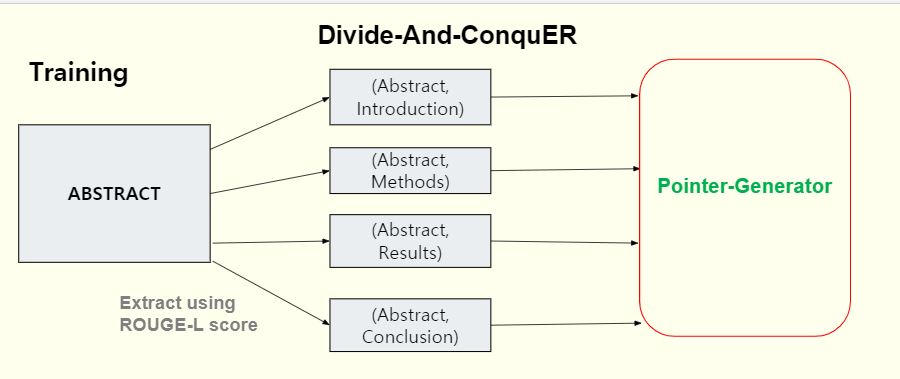 Divide-And-ConquER
Training
ABSTRACT
Extract using
ROUGE-L score
(Abstract,
Introduction)
(Abstract,
Methods)
(Abstract,
Results)
(Abstract,
Conclusion)
Pointer-Generator